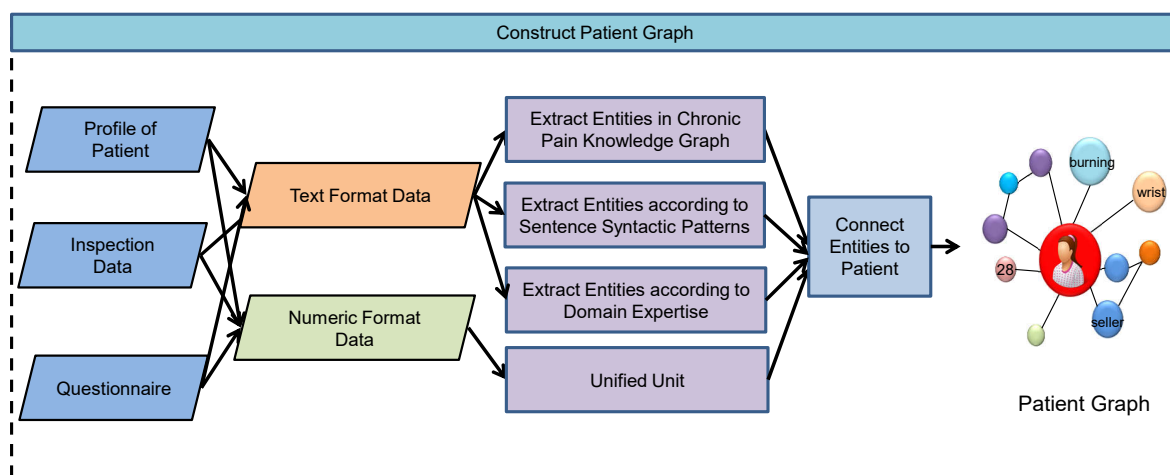 Construct Patient Graph
Profile of
Patient
Inspection
Data
Questionnaire
Text Format Data
Numeric Format
Data
Extract Entities in Chronic
Pain Knowledge Graph
Extract Entities according to
Sentence Syntactic Patterns
Extract Entities according to
Domain Expertise
Unified Unit
Connect
Entities to
Patient
burning
wrist
28
seller
Patient Graph